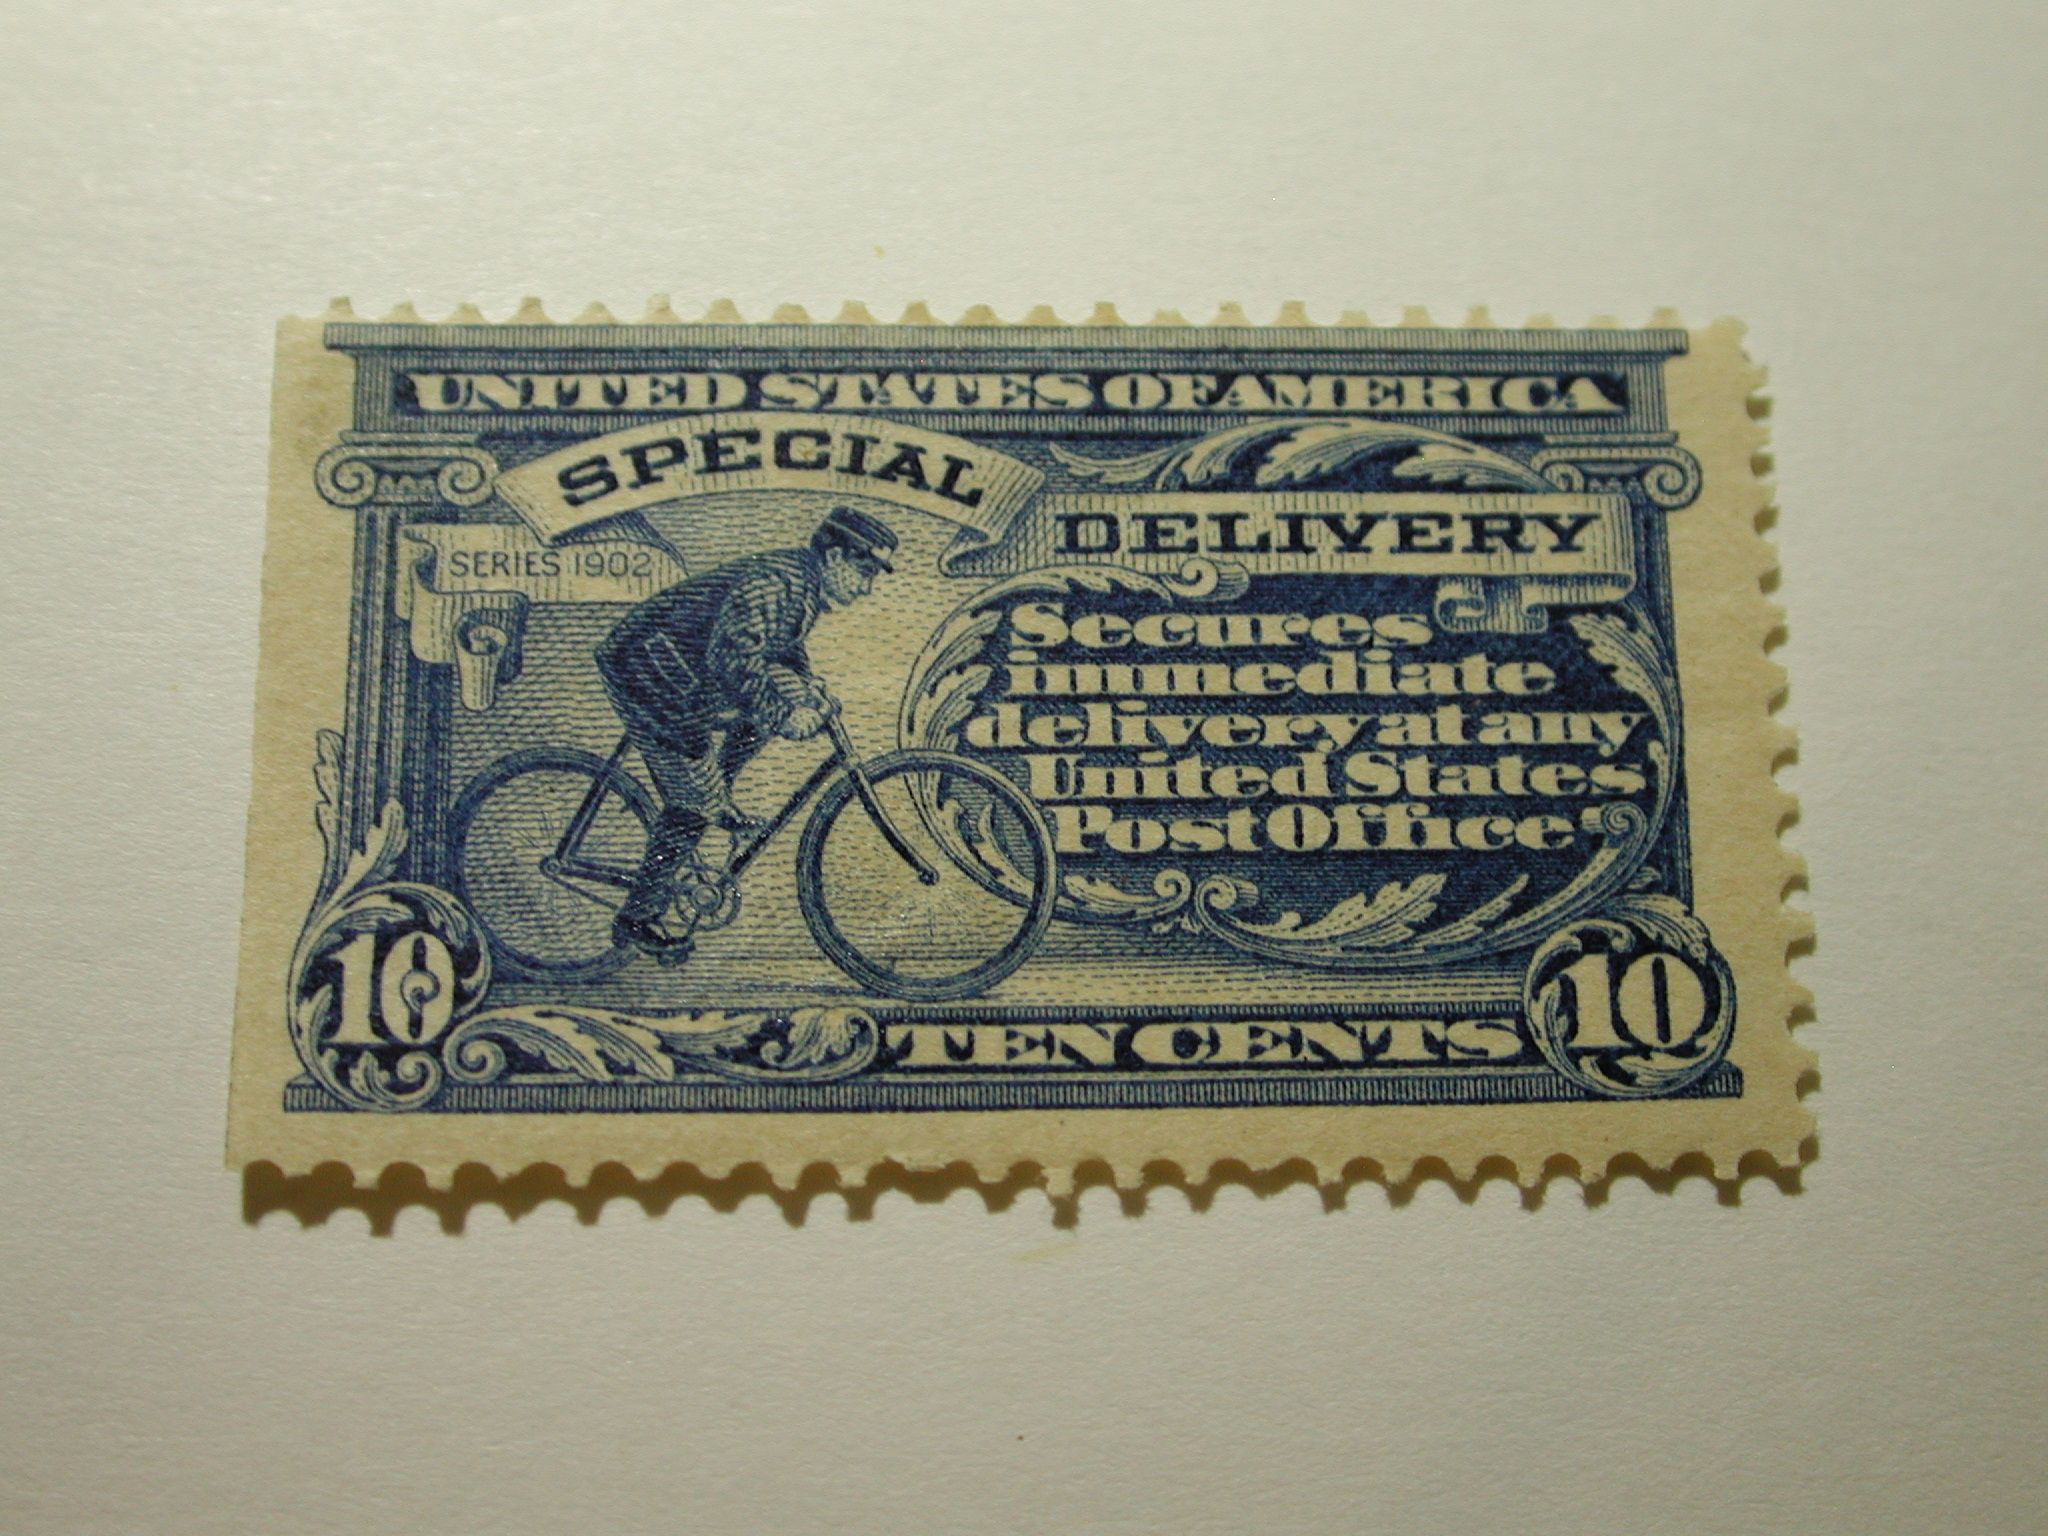 UNITED STATES OF AMERICA
SPECIAL
DELIVERY
SERIES 1902
Secures
immediate
delivery at any
United States
Post Office
10
TEN CENTS
10